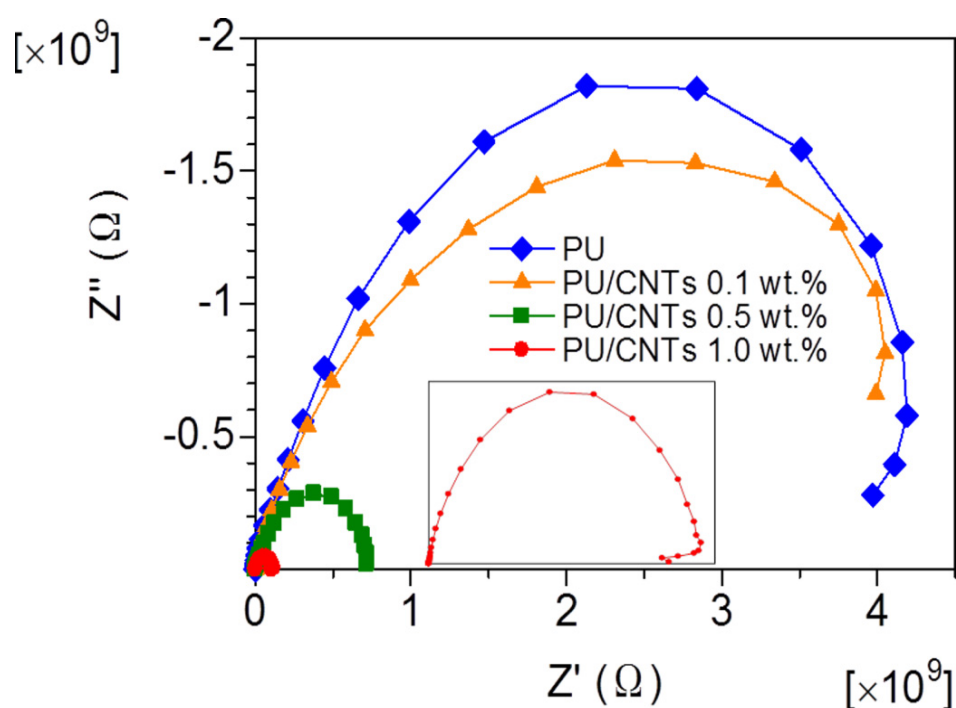 [×10⁹]
-2
-1.5
-1
-0.5
Z'' (Ω)
PU
PU/CNTs 0.1 wt.%
PU/CNTs 0.5 wt.%
PU/CNTs 1.0 wt.%
0 1 2 3 4
Z' (Ω)
[×10⁹]